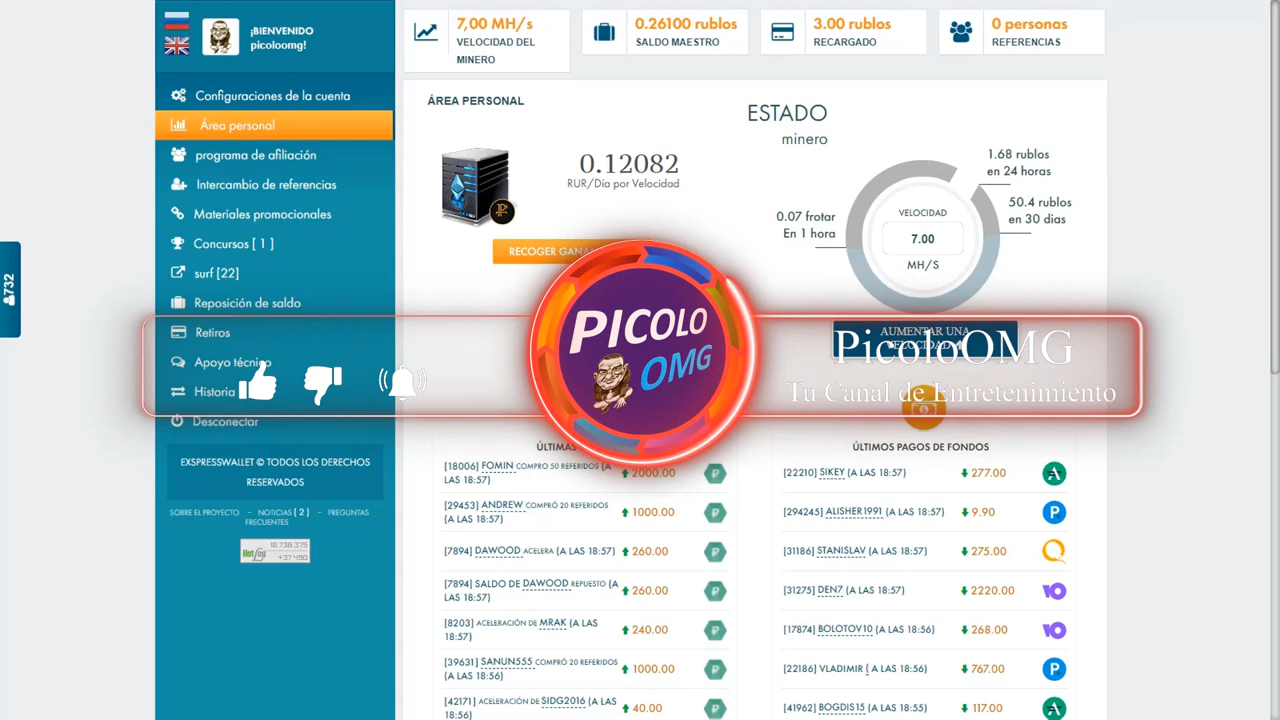 ¡BIENVENIDO
picoloomg!
7,00 MH/s
VELOCIDAD DEL
MINERO
0.26100 rublos
SALDO MAESTRO
3.00 rublos
RECARGADO
0 personas
REFERENCIAS
732
Configuraciones de la cuenta
Área personal
programa de afiliación
Intercambio de referencias
Materiales promocionales
Concursos [ 1 ]
surf [22]
Reposición de saldo
Retiros
Apoyo técnico
Historia
Desconectar
EXSPRESSWALLET © TODOS LOS DERECHOS
RESERVADOS
SOBRE EL PROYECTO - NOTICIAS ( 2 ) - PREGUNTAS
FRECUENTES
HotLog
ÁREA PERSONAL
0.12082
RUR/Día por Velocidad
RECOGER
ESTADO
minero
1.68 rublos
en 24 horas
50.4 rublos
en 30 dias
0.07 frotar
En 1 hora
VELOCIDAD
7.00
MH/S
AUMENTAR UNA
PICOLO
OMG
PicoloOMG
Tu Canal de Entretenimiento
ÚLTIMAS
[18006] FOMIN COMPRO 50 REFERIDOS (A
LAS 18:57)
2000.00
[29453] ANDREW COMPRÓ 20 REFERIDOS
(A LAS 18:57)
1000.00
[7894] DAWOOD ACELERA (A LAS 18:57)
260.00
[7894] SALDO DE DAWOOD REPUESTO (A
LAS 18:57)
260.00
[8203] ACELERACIÓN DE MRAK (A LAS
18:57)
240.00
[39631] SANUN555 COMPRÓ 20 REFERIDOS
(A LAS 18:56)
1000.00
[42171] ACELERACIÓN DE SIDG2016 (A LAS
18:56)
40.00
ÚLTIMOS PAGOS DE FONDOS
[22210] SIKEY (A LAS 18:57) 277.00
[294245] ALISHER1991 (A LAS 18:57) 9.90
[31186] STANISLAV (A LAS 18:57) 275.00
[31275] DEN7 (A LAS 18:57) 2220.00
[17874] BOLOTOV10 (A LAS 18:56) 268.00
[22186] VLADIMIR ( A LAS 18:56) 767.00
[41962] BOGDIS15 (A LAS 18:55) 117.00